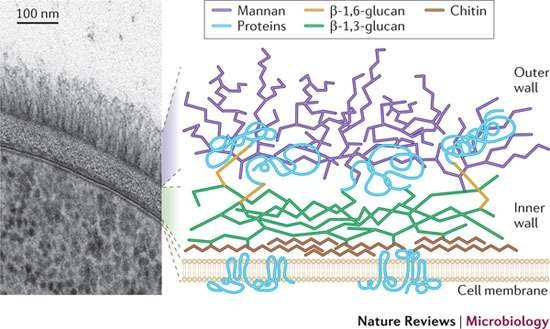 100 nm
Mannan
β-1,6-glucan
Chitin
Proteins
β-1,3-glucan
Outer
wall
Inner
wall
Cell membrane
Nature Reviews | Microbiology